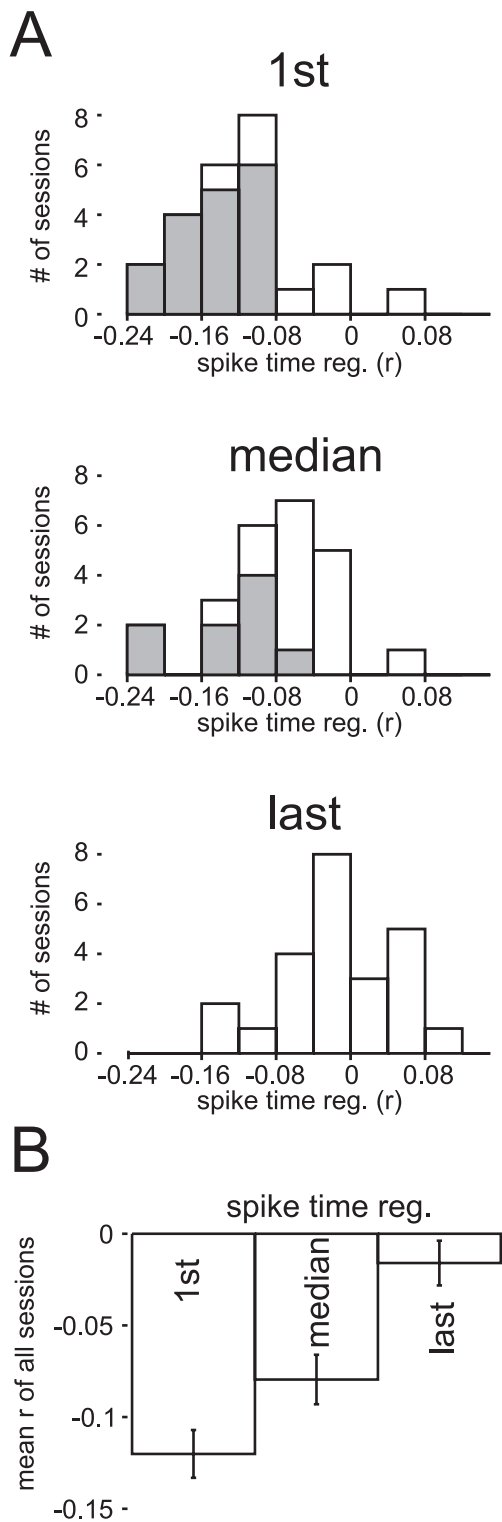 A
1st
# of sessions
8
6
4
2
0
-0.24 -0.16 -0.08 0 0.08
spike time reg. (r)
median
# of sessions
8
6
4
2
0
-0.24 -0.16 -0.08 0 0.08
spike time reg. (r)
last
# of sessions
8
6
4
2
0
-0.24 -0.16 -0.08 0 0.08
spike time reg. (r)
B
spike time reg.
mean r of all sessions
0
-0.05
-0.1
-0.15
1st
median
last